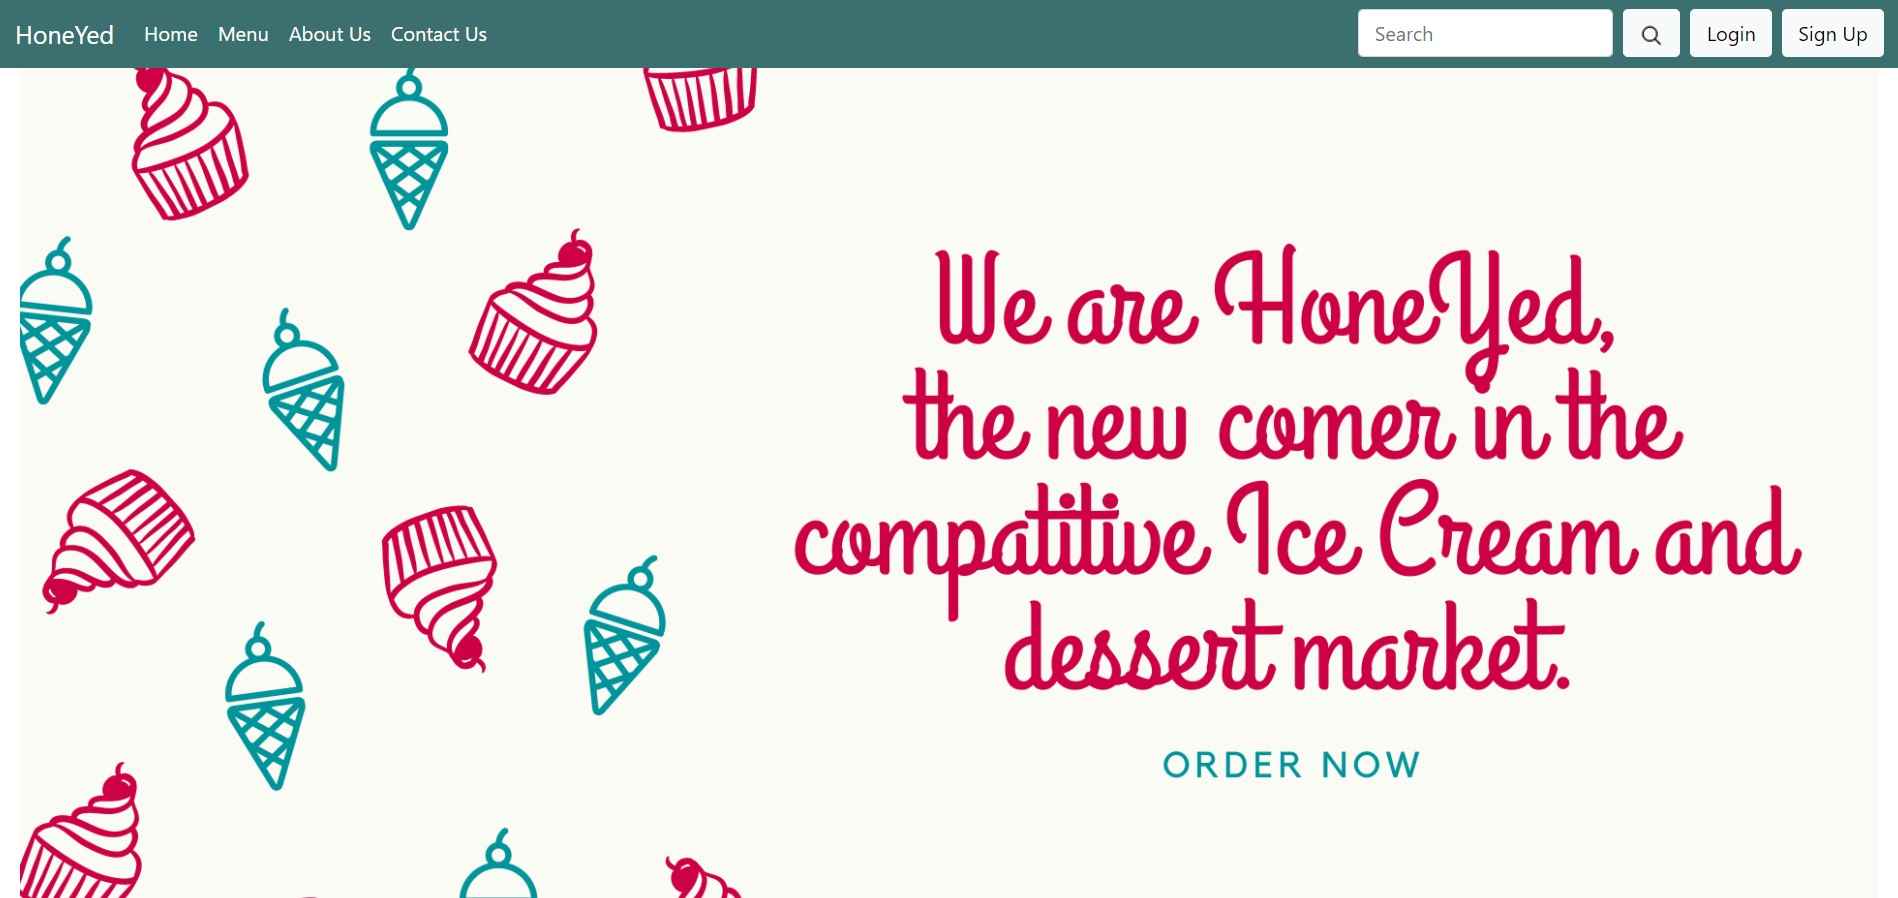 HoneYed Home Menu About Us Contact Us Search Login Sign Up
We are HoneYed,
the new comer in the
compatitive Ice Cream and
dessert market.
ORDER NOW